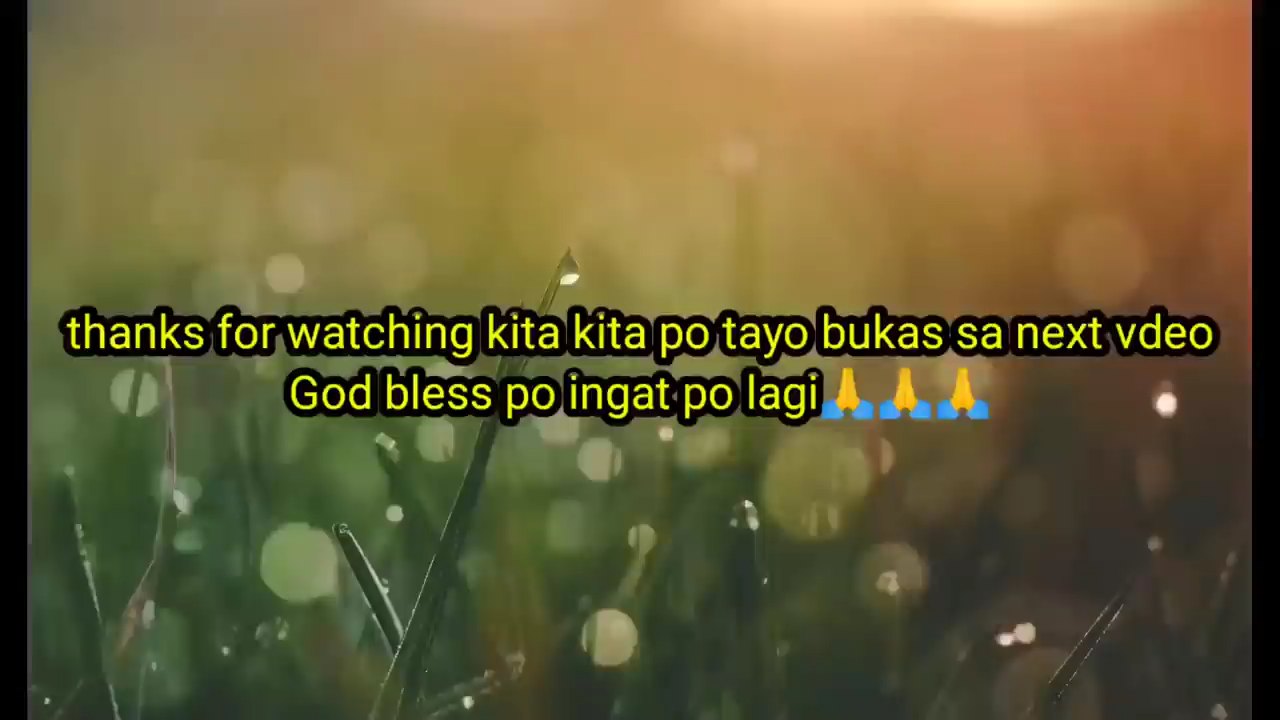 thanks for watching kita kita po tayo bukas sa next vdeo
God bless po ingat po lagi🙏🙏🙏